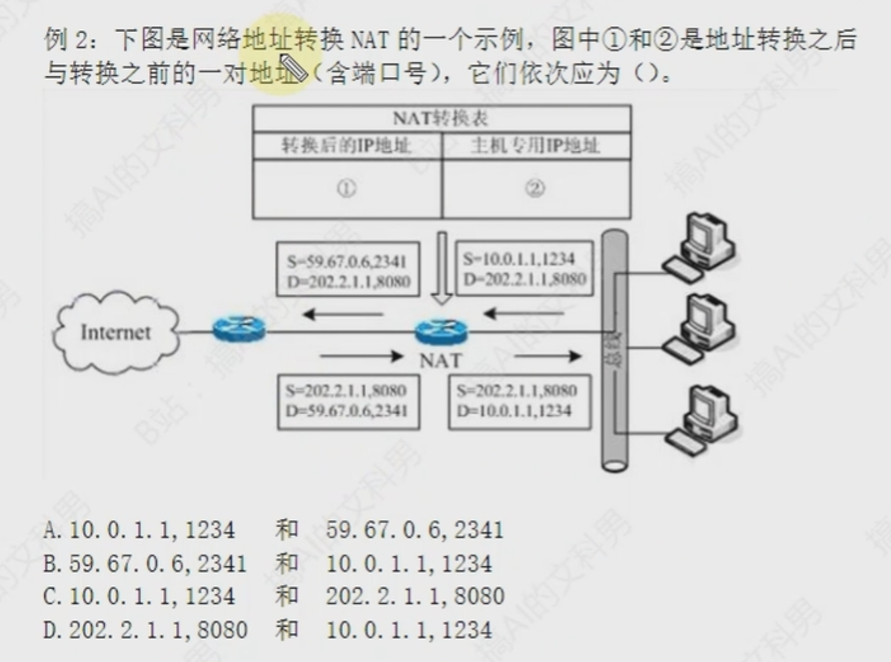 例2：下图是网络地址转换NAT的一个示例，图中①和②是地址转换之后
与转换之前的一对地址（含端口号），它们依次应为（）。
NAT转换表
转换后的IP地址 主机专用IP地址
① ②
S=59.67.0.6,2341
D=202.2.1.1,8080
S=10.0.1.1,1234
D=202.2.1.1,8080
Internet
NAT
总线
S=202.2.1.1,8080
D=59.67.0.6,2341
S=202.2.1.1,8080
D=10.0.1.1,1234
A.10.0.1.1,1234 和 59.67.0.6,2341
B.59.67.0.6,2341 和 10.0.1.1,1234
C.10.0.1.1,1234 和 202.2.1.1,8080
D.202.2.1.1,8080 和 10.0.1.1,1234
B站：搞AI的文科男